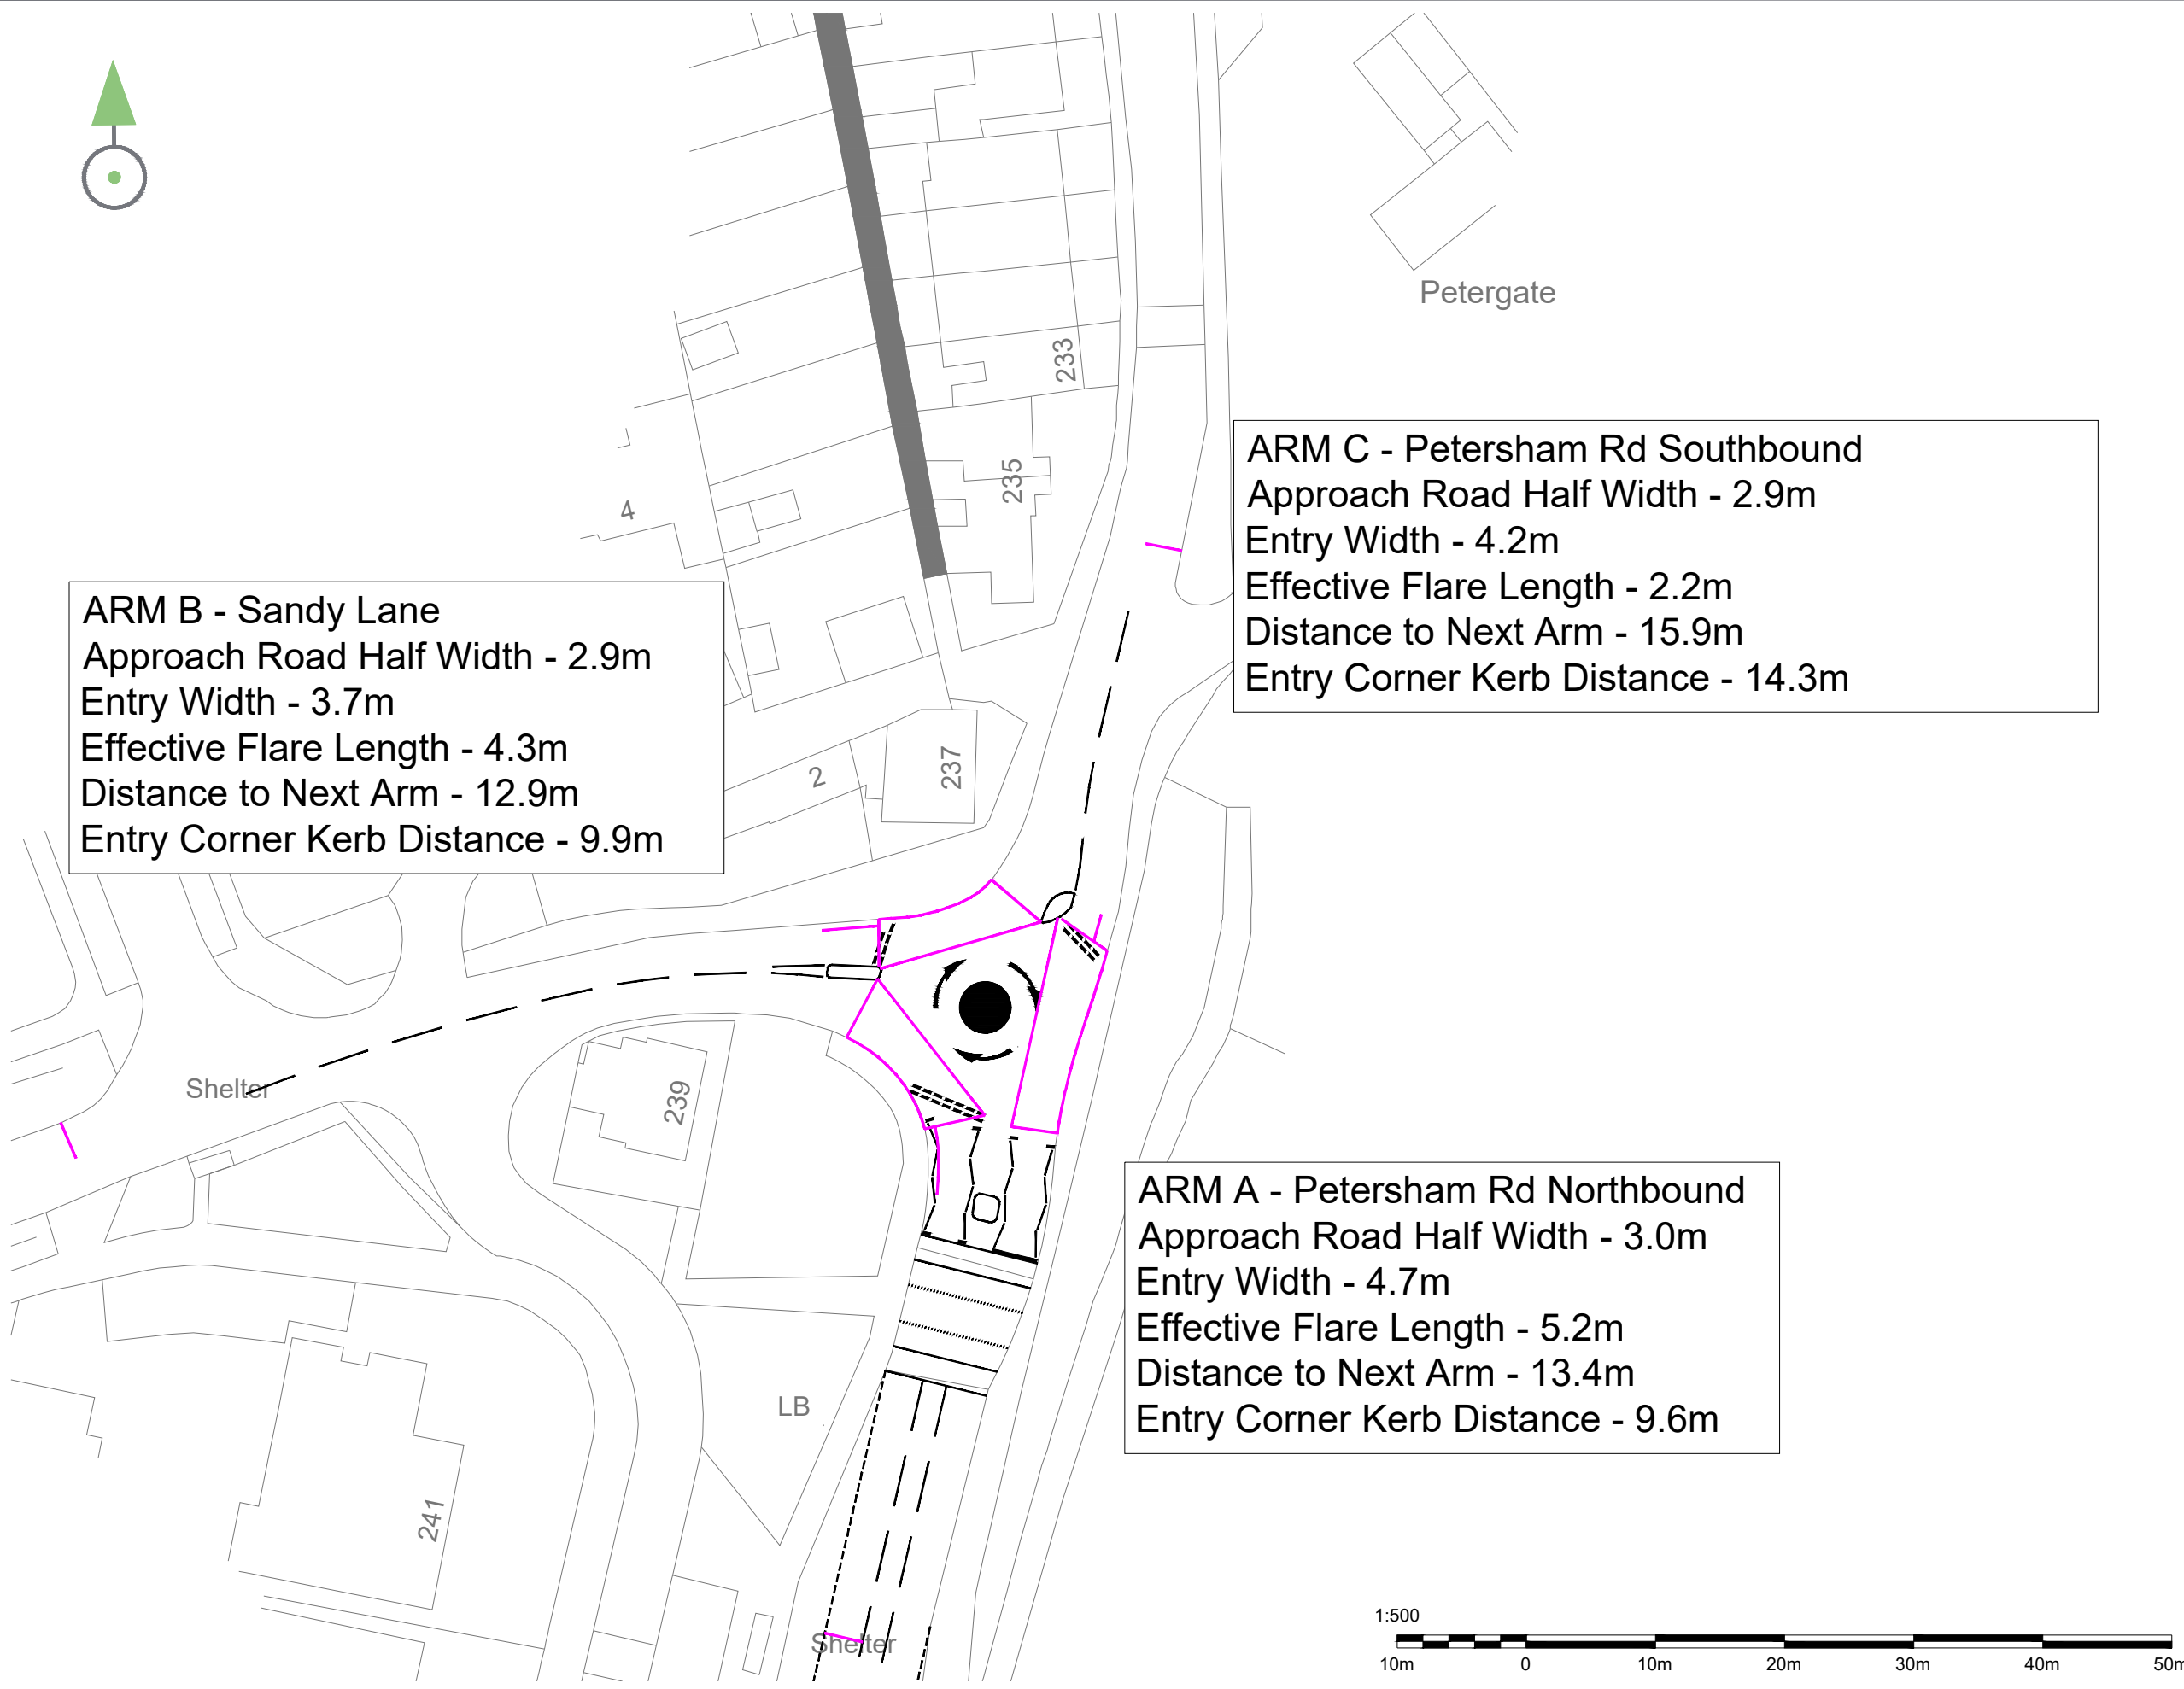 Petergate
233
235
4
ARM C - Petersham Rd Southbound
Approach Road Half Width - 2.9m
Entry Width - 4.2m
Effective Flare Length - 2.2m
Distance to Next Arm - 15.9m
Entry Corner Kerb Distance - 14.3m
ARM B - Sandy Lane
Approach Road Half Width - 2.9m
Entry Width - 3.7m
Effective Flare Length - 4.3m
Distance to Next Arm - 12.9m
Entry Corner Kerb Distance - 9.9m
237
2
Shelter
239
ARM A - Petersham Rd Northbound
Approach Road Half Width - 3.0m
Entry Width - 4.7m
Effective Flare Length - 5.2m
Distance to Next Arm - 13.4m
Entry Corner Kerb Distance - 9.6m
LB
241
Shelter
1:500
10m 0 10m 20m 30m 40m 50m